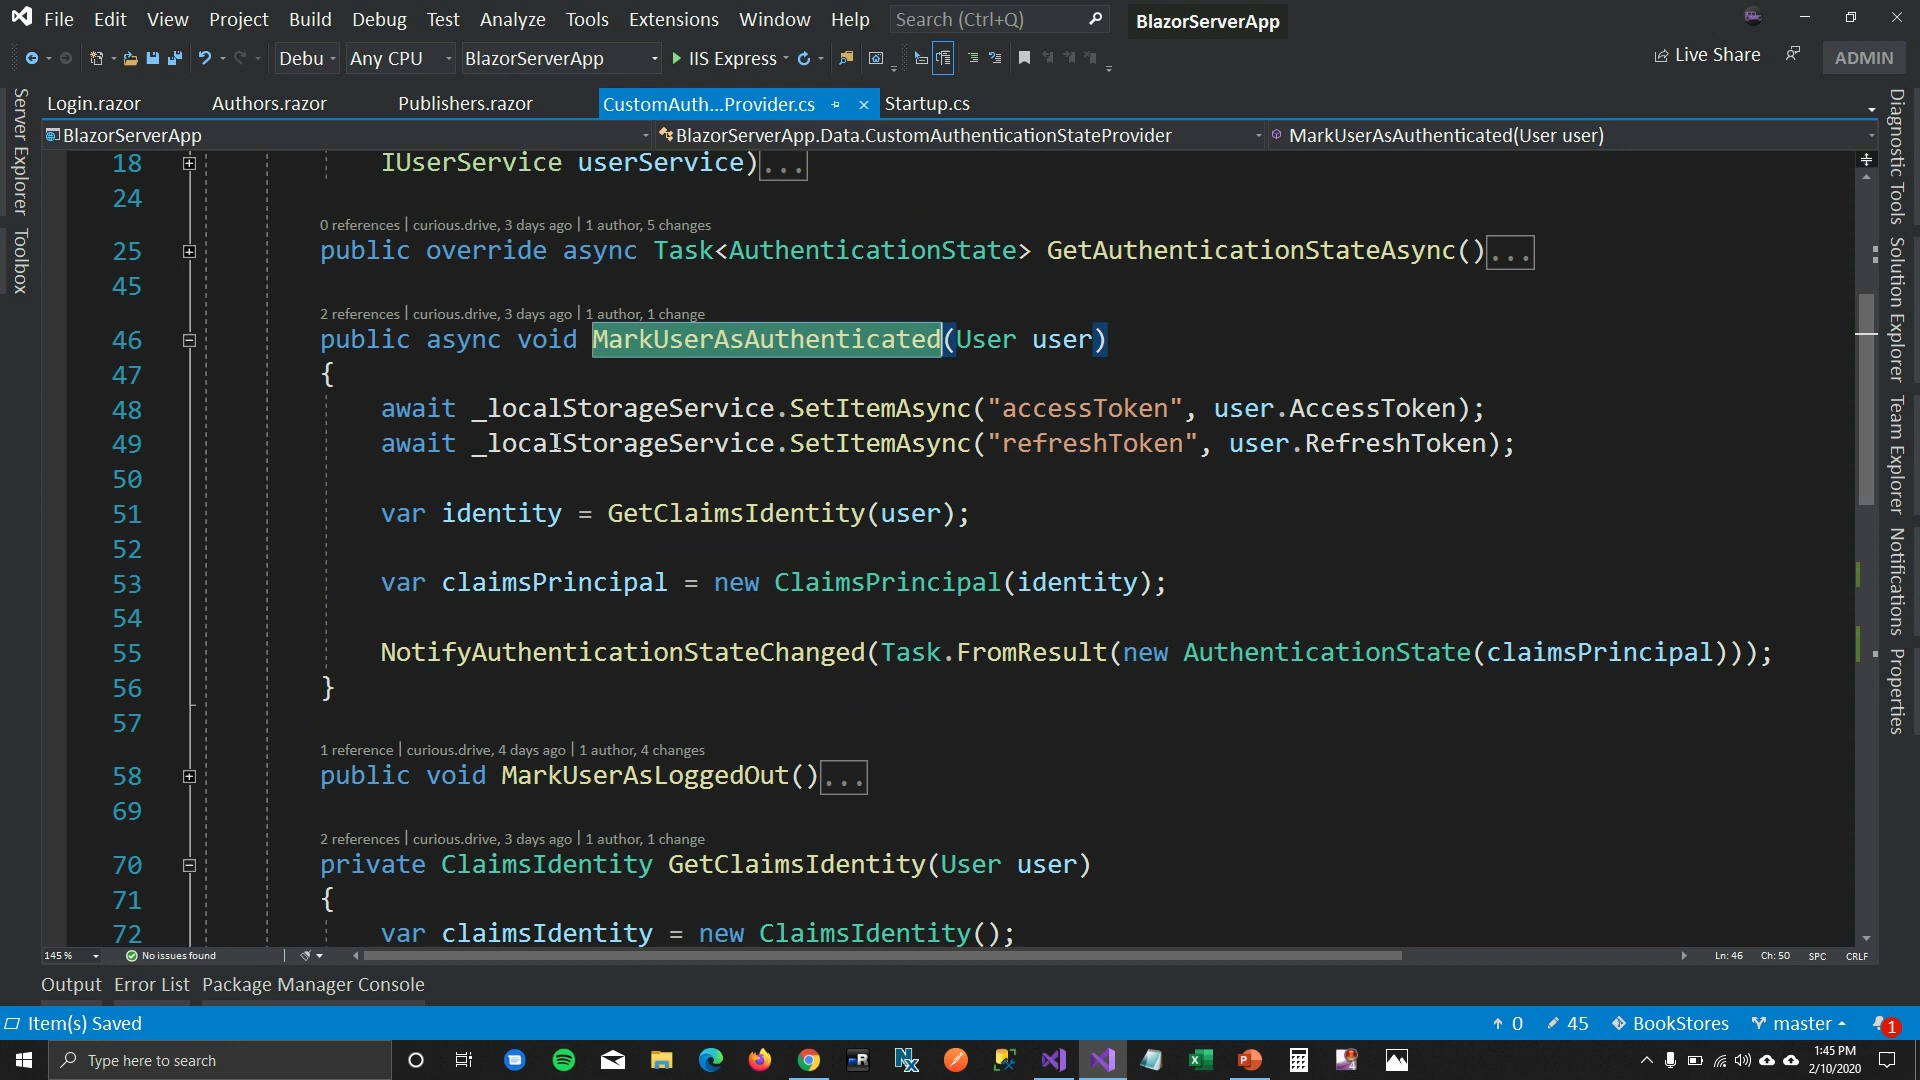 File Edit View Project Build Debug Test Analyze Tools Extensions Window Help Search (Ctrl+Q) BlazorServerApp
Debu Any CPU BlazorServerApp IIS Express Live Share ADMIN
Login.razor Authors.razor Publishers.razor CustomAuth...Provider.cs Startup.cs
BlazorServerApp BlazorServerApp.Data.CustomAuthenticationStateProvider MarkUserAsAuthenticated(User user)
Server Explorer
Toolbox
18 IUserService userService)...
24
0 references | curious.drive, 3 days ago | 1 author, 5 changes
25 public override async Task<AuthenticationState> GetAuthenticationStateAsync()...
45
2 references | curious.drive, 3 days ago | 1 author, 1 change
46 public async void MarkUserAsAuthenticated(User user)
47 {
48 await _localStorageService.SetItemAsync("accessToken", user.AccessToken);
49 await _localStorageService.SetItemAsync("refreshToken", user.RefreshToken);
50
51 var identity = GetClaimsIdentity(user);
52
53 var claimsPrincipal = new ClaimsPrincipal(identity);
54
55 NotifyAuthenticationStateChanged(Task.FromResult(new AuthenticationState(claimsPrincipal)));
56 }
57
1 reference | curious.drive, 4 days ago | 1 author, 4 changes
58 public void MarkUserAsLoggedOut()...
69
2 references | curious.drive, 3 days ago | 1 author, 1 change
70 private ClaimsIdentity GetClaimsIdentity(User user)
71 {
72 var claimsIdentity = new ClaimsIdentity();
Diagnostic Tools
Solution Explorer
Team Explorer
Notifications
Properties
145 % No issues found Ln: 46 Ch: 50 SPC CRLF
Output Error List Package Manager Console
Item(s) Saved 0 45 BookStores master 1
Type here to search 1:45 PM
2/10/2020